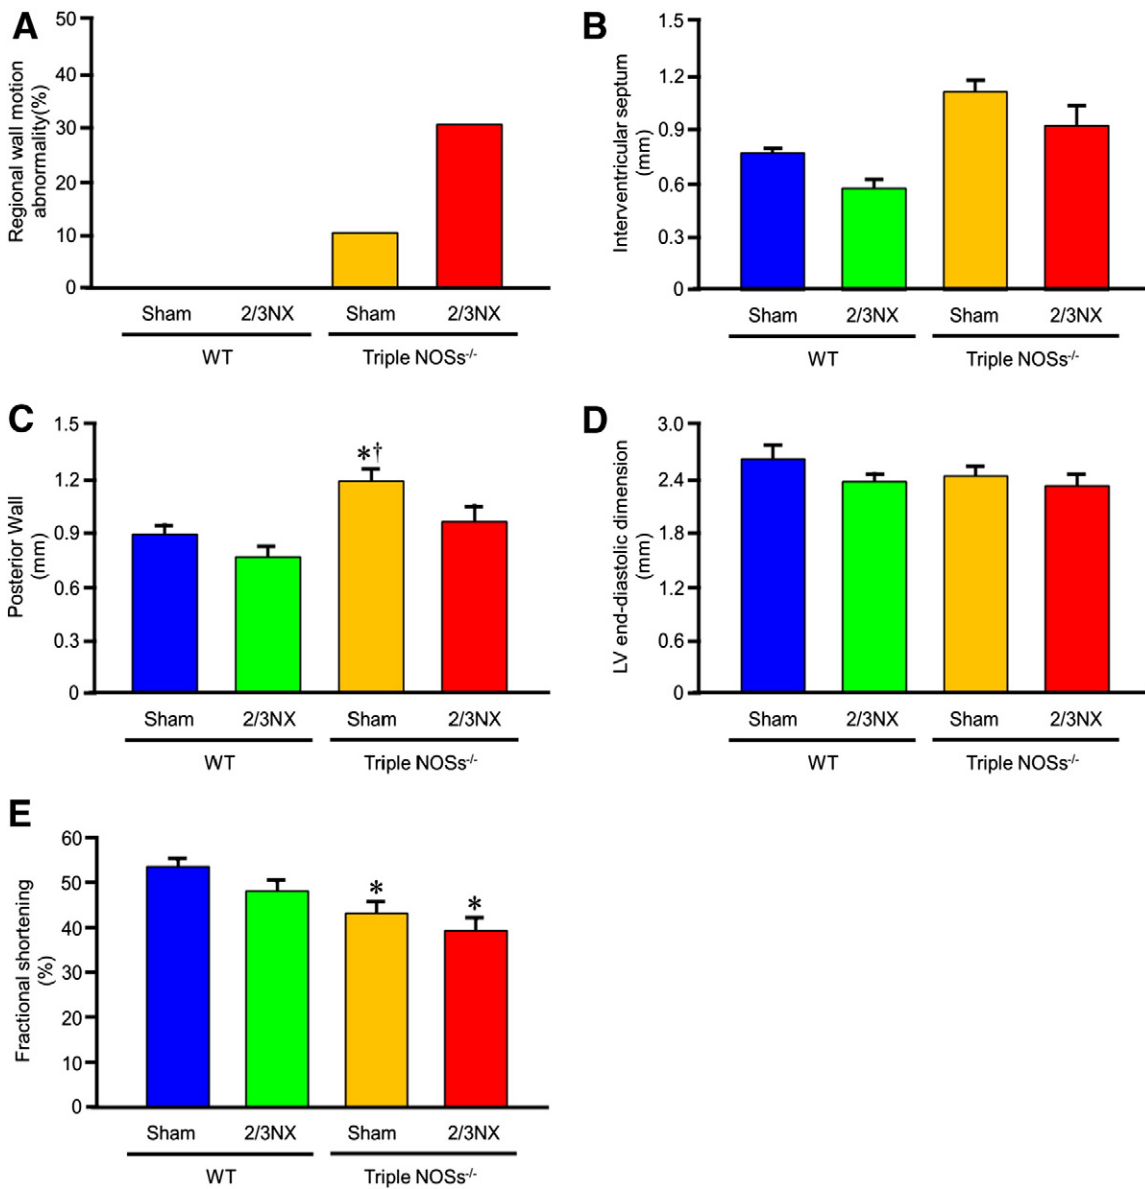 A
Regional wall motion
abnormality(%)
50
40
30
20
10
0
Sham 2/3NX Sham 2/3NX
WT Triple NOSs-/-
B
Interventricular septum
(mm)
1.5
1.2
0.9
0.6
0.3
0
Sham 2/3NX Sham 2/3NX
WT Triple NOSs-/-
C
Posterior Wall
(mm)
1.5
1.2
0.9
0.6
0.3
0
*†
Sham 2/3NX Sham 2/3NX
WT Triple NOSs-/-
D
LV end-diastolic dimension
(mm)
3.0
2.4
1.8
1.2
0.6
0
Sham 2/3NX Sham 2/3NX
WT Triple NOSs-/-
E
Fractional shortening
(%)
60
50
40
30
20
10
0
* *
Sham 2/3NX Sham 2/3NX
WT Triple NOSs-/-